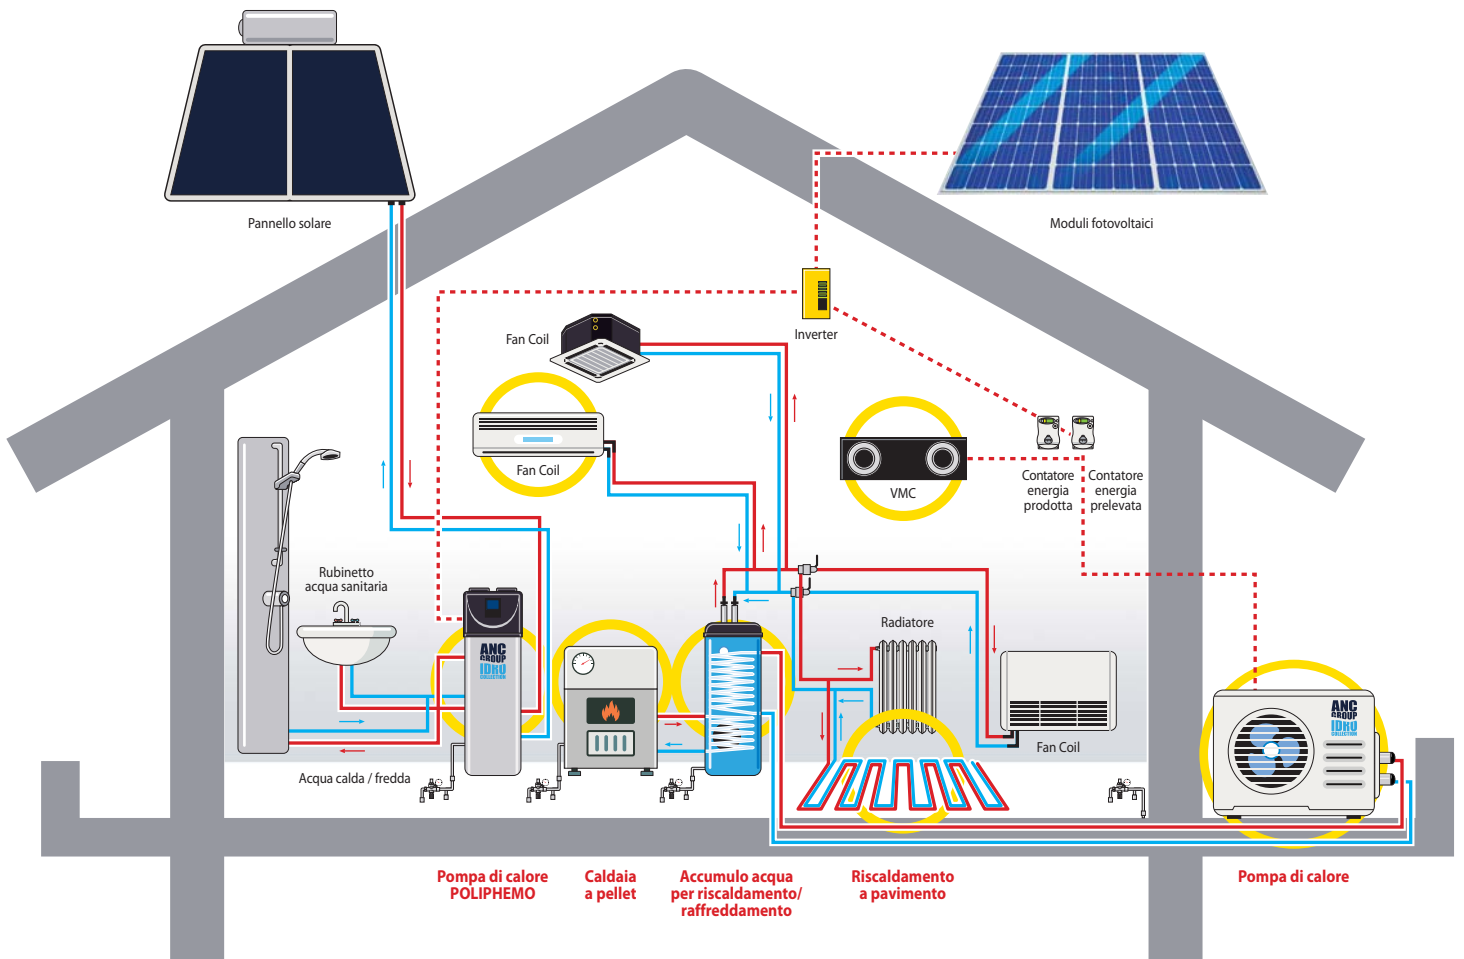 Pannello solare
Moduli fotovoltaici
Inverter
Fan Coil
Fan Coil
VMC
Contatore
energia
prodotta
Contatore
energia
prelevata
Rubinetto
acqua sanitaria
Radiatore
ANC
GROUP
IDRO
COLLECTION
ANC
GROUP
IDRO
COLLECTION
Fan Coil
Acqua calda / fredda
Pompa di calore
POLIPHEMO
Caldaia
a pellet
Accumulo acqua
per riscaldamento/
raffreddamento
Riscaldamento
a pavimento
Pompa di calore